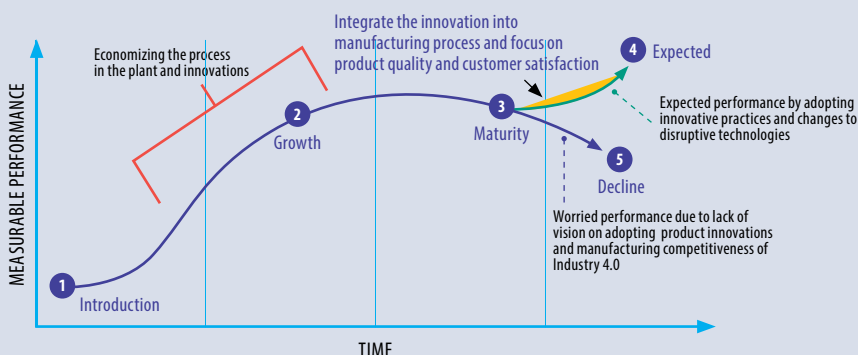 Integrate the innovation into
manufacturing process and focus on
product quality and customer satisfaction
Economizing the process
in the plant and innovations
4
Expected
Expected performance by adopting
innovative practices and changes to
disruptive technologies
MEASURABLE PERFORMANCE
2
Growth
3
Maturity
5
Decline
Worried performance due to lack of
vision on adopting product innovations
and manufacturing competitiveness of
Industry 4.0
1
Introduction
TIME